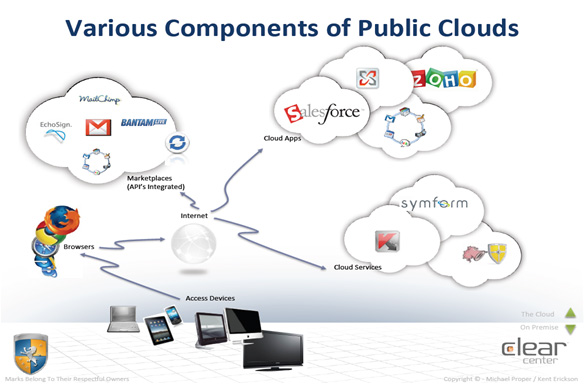 Various Components of Public Clouds
MailChimp
EchoSign
BANTAM LIVE
Marketplaces
(API's Integrated)
ZOHO
Salesforce
Cloud Apps
Internet
Browsers
symform
Cloud Services
Access Devices
The Cloud
On Premise
clear
center
Marks Belong To Their Respectful Owners
Copyright © - Michael Proper / Kent Erickson